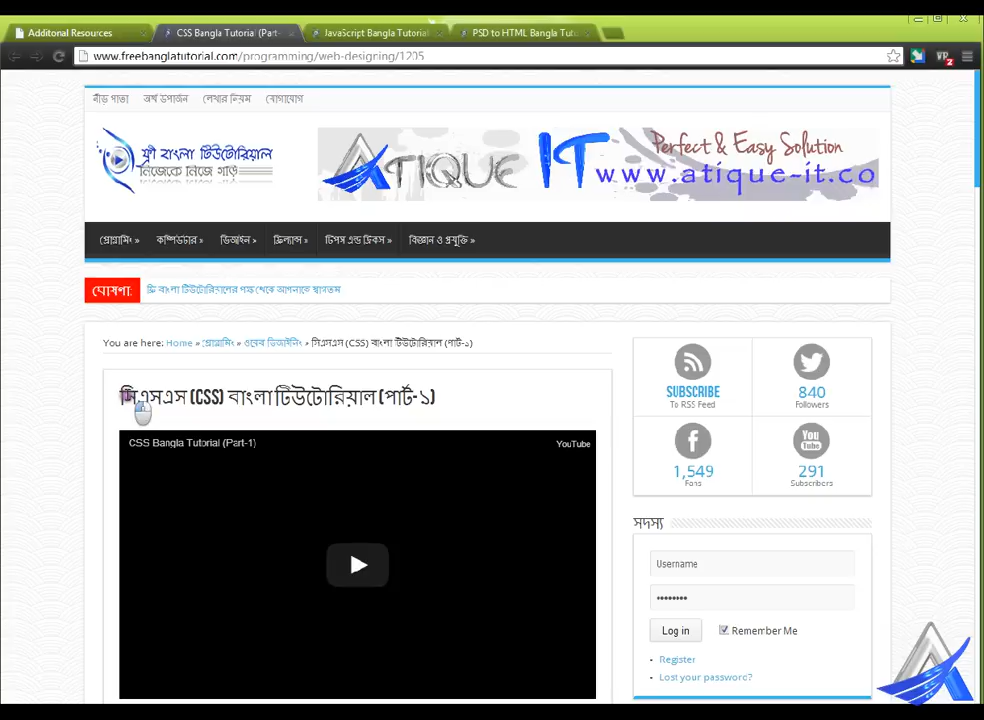 Additonal Resources
CSS Bangla Tutorial (Part-
JavaScript Bangla Tutorial
PSD to HTML Bangla Tuto
www.freebanglatutorial.com/programming/web-designing/1205
নীড় পাতা অর্থ উপার্জন লেখার নিয়ম যোগাযোগ
ফ্রী বাংলা টিউটোরিয়াল
নিজেকে নিজে গড়ি
ATIQUE IT
Perfect & Easy Solution
www.atique-it.co
প্রোগ্রামিং » কম্পিউটার » ডিজাইন » ফ্রিল্যান্স » টিপস এন্ড ট্রিকস » বিজ্ঞান ও প্রযুক্তি »
ঘোষণা:
ফ্রি বাংলা টিউটোরিয়ালের পক্ষ থেকে আপনাকে স্বাগতম
You are here: Home » প্রোগ্রামিং » ওয়েব ডিজাইনিং » সিএসএস (CSS) বাংলা টিউটোরিয়াল (পার্ট-১)
সিএসএস (CSS) বাংলা টিউটোরিয়াল (পার্ট-১)
CSS Bangla Tutorial (Part-1)
YouTube
SUBSCRIBE
To RSS Feed
840
Followers
You
Tube
1,549
Fans
291
Subscribers
সদস্য
Username
Log in
Remember Me
Register
Lost your password?